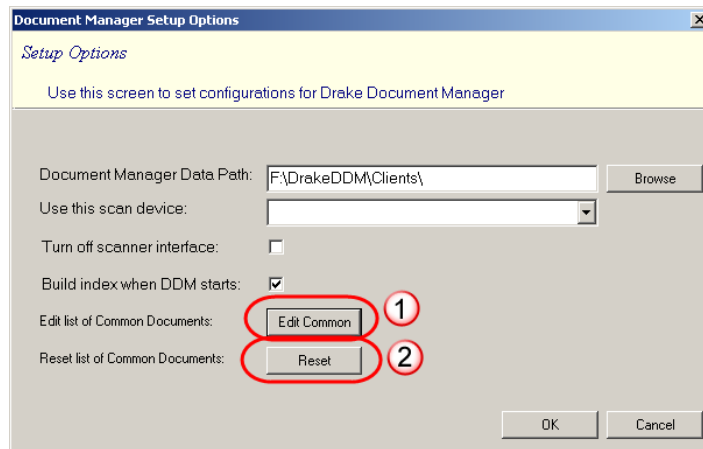 Document Manager Setup Options
Setup Options
Use this screen to set configurations for Drake Document Manager
Document Manager Data Path: F:\DrakeDDM\Clients\ Browse
Use this scan device:
Turn off scanner interface:
Build index when DDM starts:
Edit list of Common Documents: Edit Common 1
Reset list of Common Documents: Reset 2
OK Cancel